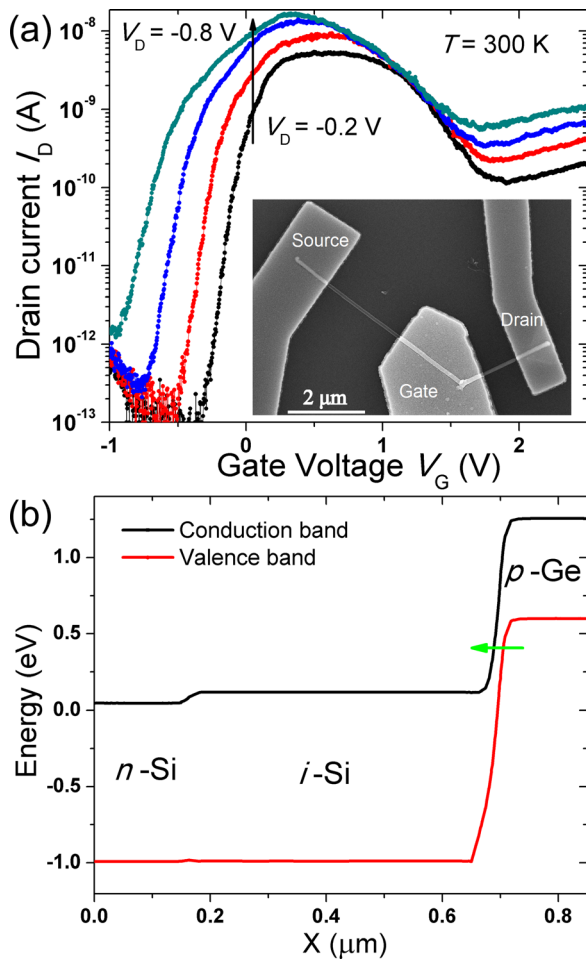 (a)
10⁻⁸
10⁻⁹
10⁻¹⁰
10⁻¹¹
10⁻¹²
10⁻¹³
Drain current I_D (A)
V_D = -0.8 V
T = 300 K
V_D = -0.2 V
Source
Drain
Gate
2 μm
-1 0 1 2
Gate Voltage V_G (V)
(b)
Conduction band
Valence band
p -Ge
1.0
0.5
0.0
-0.5
-1.0
Energy (eV)
n -Si
i -Si
0.0 0.2 0.4 0.6 0.8
X (μm)